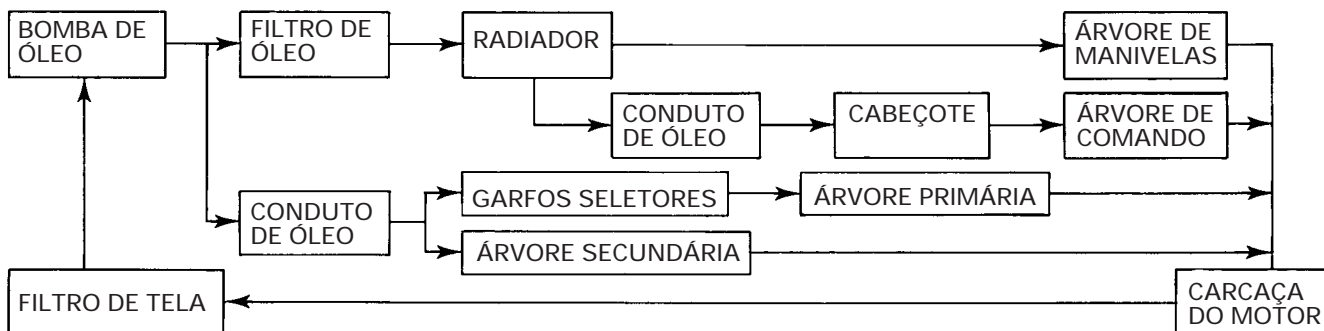 BOMBA DE
ÓLEO
FILTRO DE
ÓLEO
RADIADOR
ÁRVORE DE
MANIVELAS
CONDUTO
DE ÓLEO
CABEÇOTE
ÁRVORE DE
COMANDO
CONDUTO
DE ÓLEO
GARFOS SELETORES
ÁRVORE PRIMÁRIA
ÁRVORE SECUNDÁRIA
FILTRO DE TELA
CARCAÇA
DO MOTOR